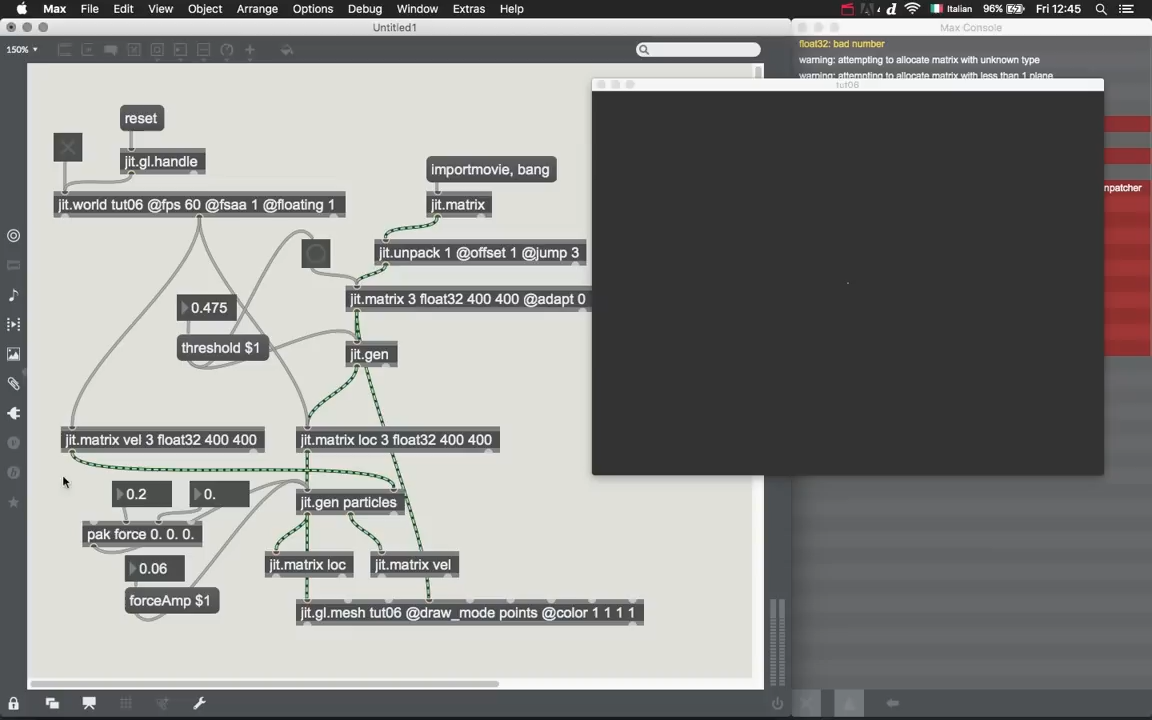 Max File Edit View Object Arrange Options Debug Window Extras Help
96% Italian Fri 12:45
Untitled1
Max Console
150%
float32: bad number
warning: attempting to allocate matrix with unknown type
warning: attempting to allocate matrix with less than 1 plane
reset
jit.gl.handle
importmovie, bang
jit.world tut06 @fps 60 @fsaa 1 @floating 1
jit.matrix
npatcher
jit.unpack 1 @offset 1 @jump 3
jit.matrix 3 float32 400 400 @adapt 0
0.475
threshold $1
jit.gen
jit.matrix vel 3 float32 400 400
jit.matrix loc 3 float32 400 400
0.2
0.
jit.gen particles
pak force 0. 0. 0.
0.06
jit.matrix loc
jit.matrix vel
forceAmp $1
jit.gl.mesh tut06 @draw_mode points @color 1 1 1 1